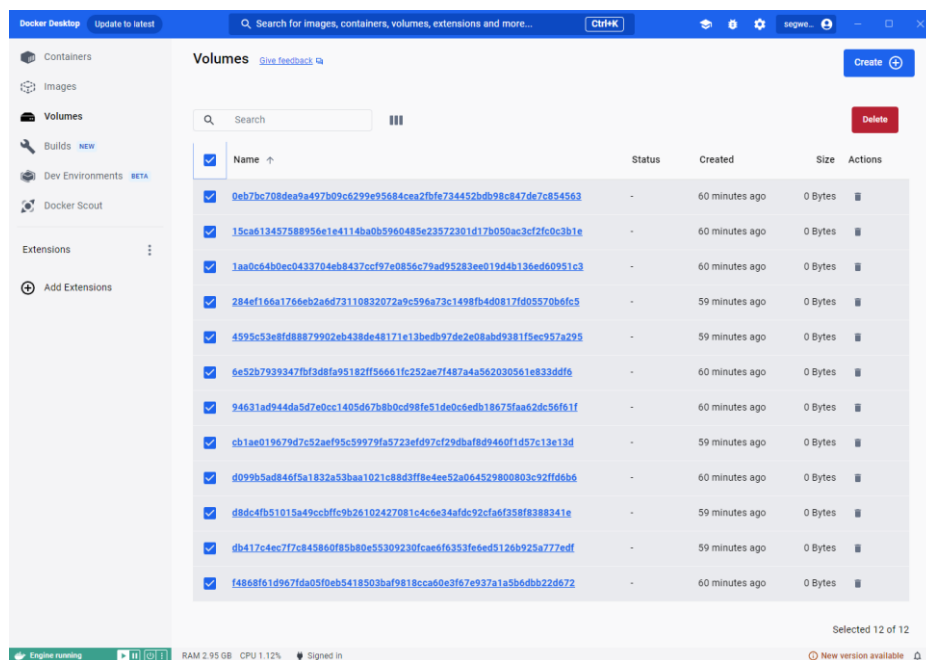 Docker Desktop Update to latest Search for images, containers, volumes, extensions and more... Ctrl+K segwe...
Containers
Images
Volumes
Builds NEW
Dev Environments BETA
Docker Scout
Extensions
Add Extensions
Volumes Give feedback Create
Search Delete
Name Status Created Size Actions
0eb7bc708dea9a497b09c6299e95684cea2fbfe734452bdb98c847de7c854563 - 60 minutes ago 0 Bytes
15ca613457588956e1e4114ba0b5960485e23572301d17b050ac3cf2fc0c3b1e - 60 minutes ago 0 Bytes
1aa0c64b0ec0433704eb8437ccf97e0856c79ad95283ee019d4b136ed60951c3 - 60 minutes ago 0 Bytes
284ef166a1766eb2a6d73110832072a9c596a73c1498fb4d0817fd05570b6fc5 - 59 minutes ago 0 Bytes
4595c53e8fd88879902eb438de48171e13bedb97de2e08abd9381f5ec957a295 - 59 minutes ago 0 Bytes
6e52b7939347fbf3d8fa95182ff56661fc252ae7f487a4a562030561e833ddf6 - 60 minutes ago 0 Bytes
94631ad944da5d7e0cc1405d67b8b0cd98fe51de0c6edb18675faa62dc56f61f - 60 minutes ago 0 Bytes
cb1ae019679d7c52aef95c59979fa5723efd97cf29dbaf8d9460f1d57c13e13d - 59 minutes ago 0 Bytes
d099b5ad846f5a1832a53baa1021c88d3ff8e4ee52a064529800803c92ffd6b6 - 60 minutes ago 0 Bytes
d8dc4fb51015a49ccbffc9b26102427081c4c6e34afdc92cfa6f358f8388341e - 59 minutes ago 0 Bytes
db417c4ec7f7c845860f85b80e55309230fcae6f6353fe6ed5126b925a777edf - 59 minutes ago 0 Bytes
f4868f61d967fda05f0eb5418503baf9818cca60e3f67e937a1a5b6dbb22d672 - 60 minutes ago 0 Bytes
Selected 12 of 12
Engine running RAM 2.95 GB CPU 1.12% Signed in New version available